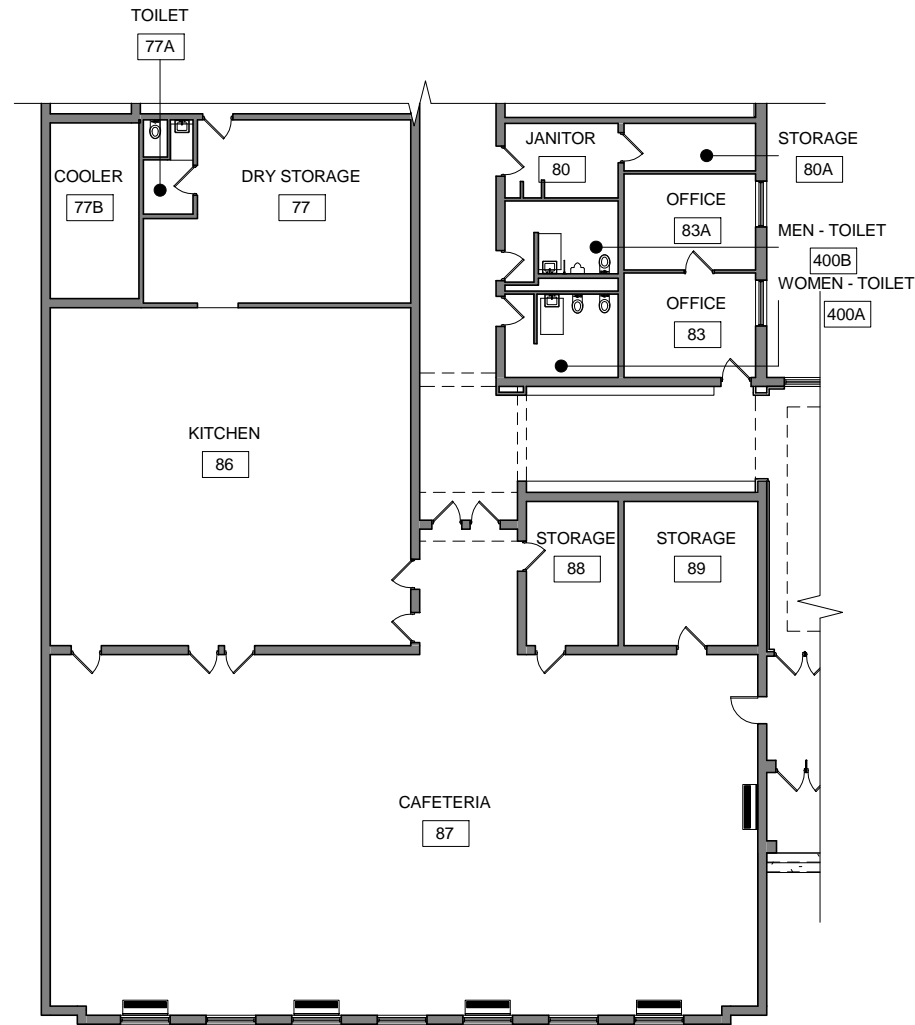 TOILET
77A
JANITOR
80
STORAGE
80A
COOLER
77B
DRY STORAGE
77
OFFICE
83A
MEN - TOILET
400B
WOMEN - TOILET
400A
OFFICE
83
KITCHEN
86
STORAGE
88
STORAGE
89
CAFETERIA
87